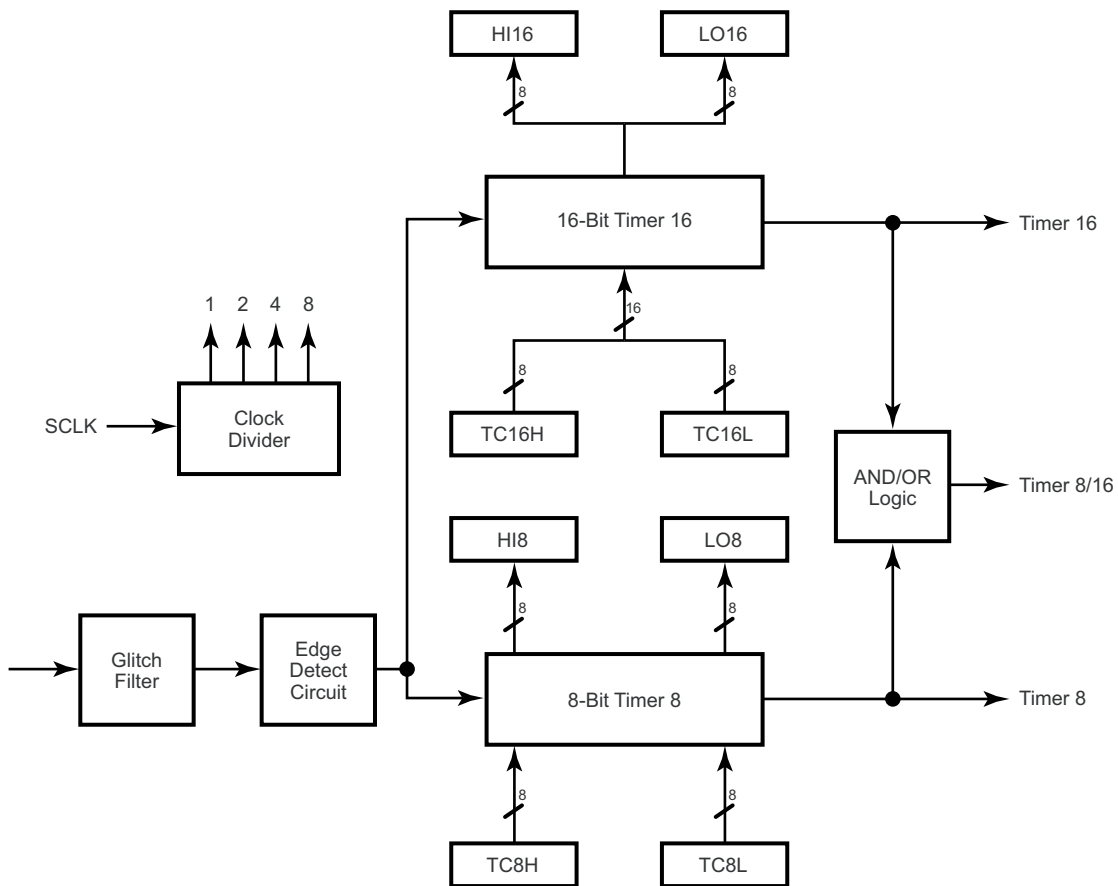 HI16
LO16
8
8
16-Bit Timer 16
Timer 16
1 2 4 8
16
8
8
SCLK
Clock
Divider
TC16H
TC16L
AND/OR
Logic
Timer 8/16
HI8
LO8
8
8
Glitch
Filter
Edge
Detect
Circuit
8-Bit Timer 8
Timer 8
8
8
TC8H
TC8L